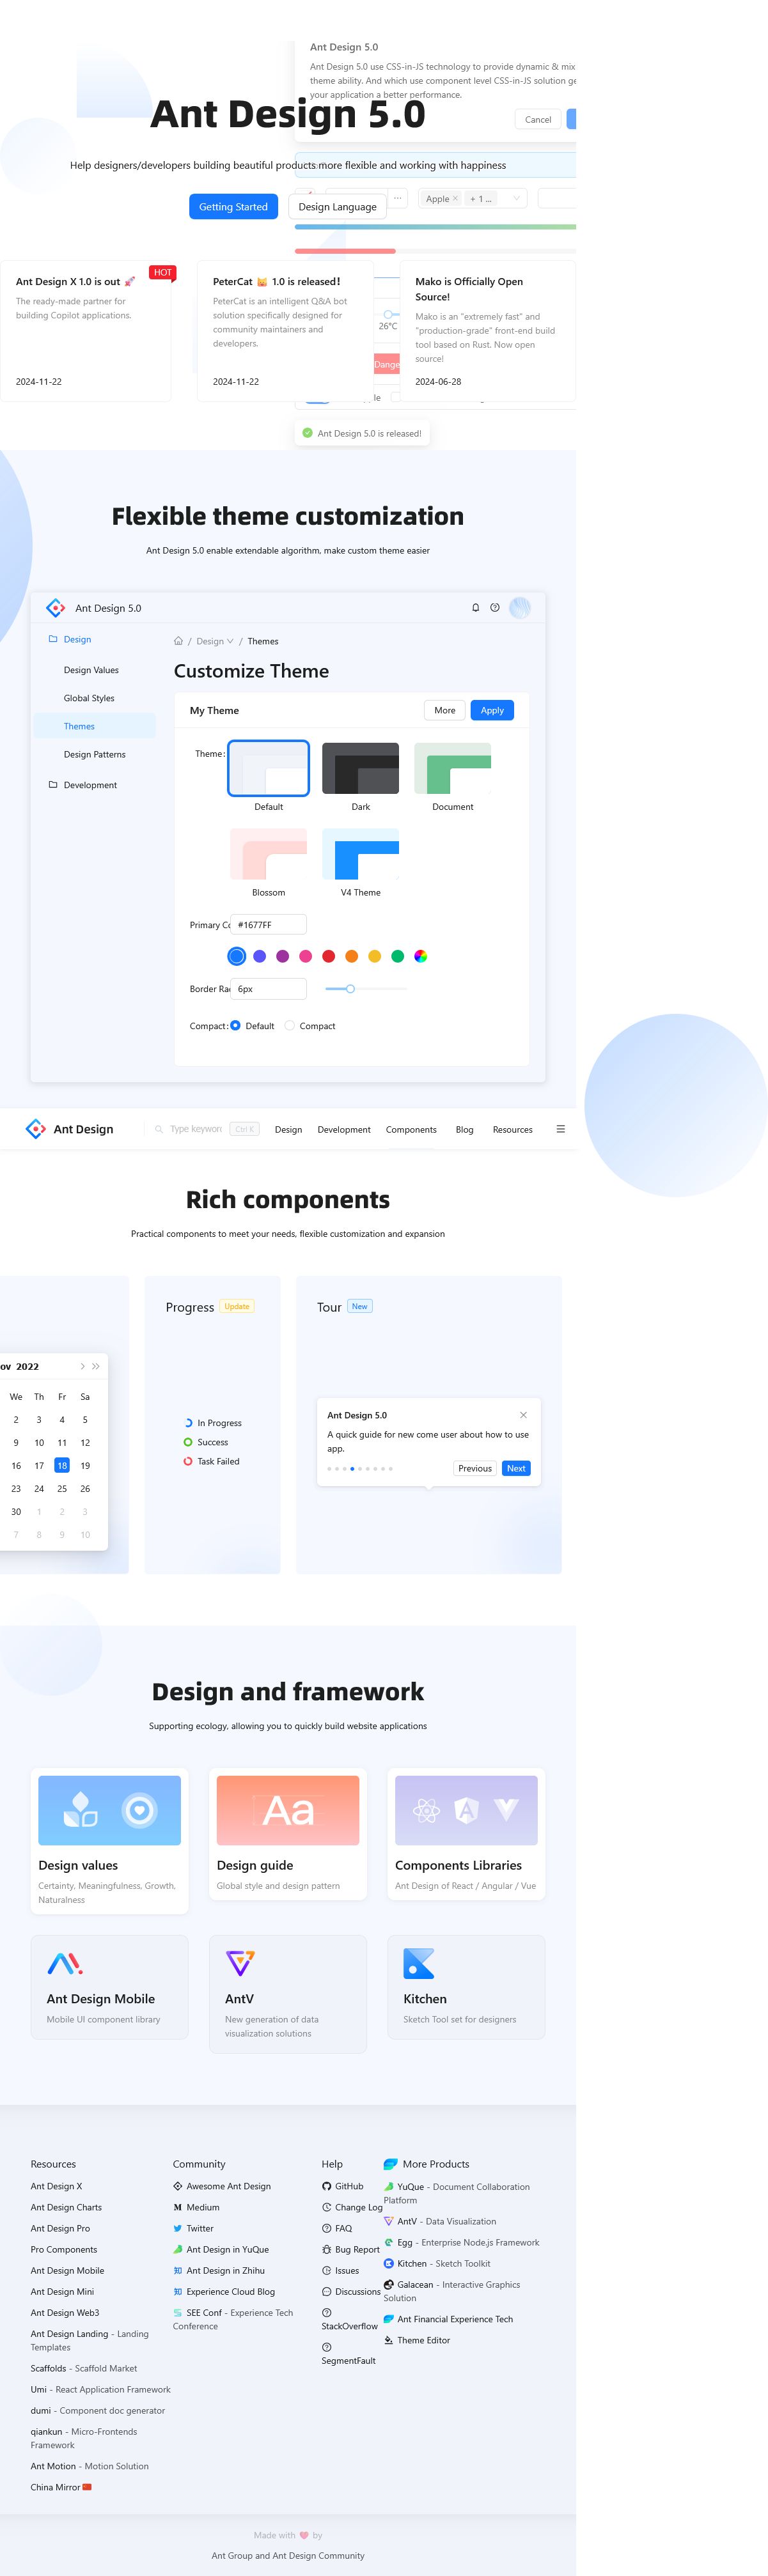 Ant Design 5.0
Ant Design 5.0 use CSS-in-JS technology to provide dynamic & mix
theme ability. And which use component level CSS-in-JS solution ge
your application a better performance.
Ant Design 5.0
Cancel
Help designers/developers building beautiful products more flexible and working with happiness
Getting Started
Design Language
Apple
+ 1 ...
HOT
Ant Design X 1.0 is out 🚀
The ready-made partner for
building Copilot applications.
2024-11-22
PeterCat 🐱 1.0 is released!
PeterCat is an intelligent Q&A bot
solution specifically designed for
community maintainers and
developers.
2024-11-22
26°C
Mako is Officially Open
Source!
Mako is an "extremely fast" and
"production-grade" front-end build
tool based on Rust. Now open
source!
2024-06-28
Ant Design 5.0 is released!
Flexible theme customization
Ant Design 5.0 enable extendable algorithm, make custom theme easier
Ant Design 5.0
Design
Design Values
Global Styles
Themes
Design Patterns
Development
/ Design / Themes
Customize Theme
My Theme
More
Apply
Theme:
Default
Dark
Document
Blossom
V4 Theme
Primary Co
#1677FF
Border Rad
6px
Compact:
Default
Compact
Ant Design
Type keyword
Ctrl K
Design
Development
Components
Blog
Resources
Rich components
Practical components to meet your needs, flexible customization and expansion
ov 2022
We Th Fr Sa
2 3 4 5
9 10 11 12
16 17 18 19
23 24 25 26
30 1 2 3
7 8 9 10
Progress
Update
In Progress
Success
Task Failed
Tour
New
Ant Design 5.0
A quick guide for new come user about how to use
app.
Previous
Next
Design and framework
Supporting ecology, allowing you to quickly build website applications
Design values
Certainty, Meaningfulness, Growth,
Naturalness
Aa
Design guide
Global style and design pattern
Components Libraries
Ant Design of React / Angular / Vue
Ant Design Mobile
Mobile UI component library
AntV
New generation of data
visualization solutions
Kitchen
Sketch Tool set for designers
Resources
Ant Design X
Ant Design Charts
Ant Design Pro
Pro Components
Ant Design Mobile
Ant Design Mini
Ant Design Web3
Ant Design Landing - Landing
Templates
Scaffolds - Scaffold Market
Umi - React Application Framework
dumi - Component doc generator
qiankun - Micro-Frontends
Framework
Ant Motion - Motion Solution
China Mirror 🇨🇳
Community
Awesome Ant Design
Medium
Twitter
Ant Design in YuQue
Ant Design in Zhihu
Experience Cloud Blog
SEE Conf - Experience Tech
Conference
Help
GitHub
Change Log
FAQ
Bug Report
Issues
Discussions
StackOverflow
SegmentFault
More Products
YuQue - Document Collaboration
Platform
AntV - Data Visualization
Egg - Enterprise Node.js Framework
Kitchen - Sketch Toolkit
Galacean - Interactive Graphics
Solution
Ant Financial Experience Tech
Theme Editor
Made with ❤ by
Ant Group and Ant Design Community